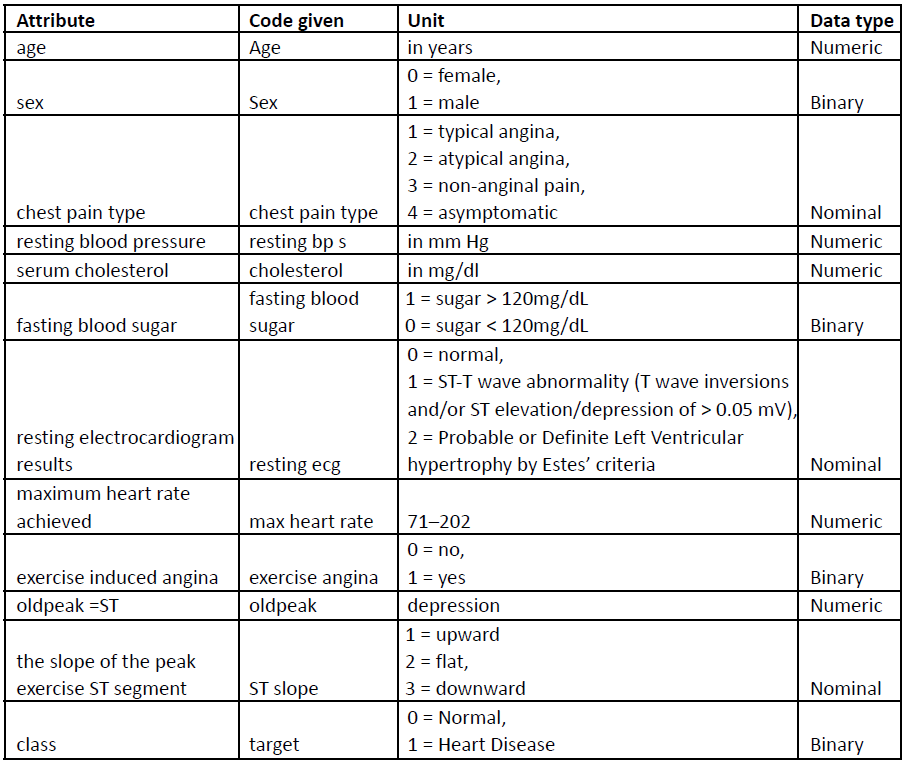 Attribute Code given Unit Data type
age Age in years Numeric
0 = female,
sex Sex 1 = male Binary
1 = typical angina,
2 = atypical angina,
3 = non-anginal pain,
chest pain type chest pain type 4 = asymptomatic Nominal
resting blood pressure resting bp s in mm Hg Numeric
serum cholesterol cholesterol in mg/dl Numeric
fasting blood 1 = sugar > 120mg/dL
fasting blood sugar sugar 0 = sugar < 120mg/dL Binary
0 = normal,
1 = ST-T wave abnormality (T wave inversions
and/or ST elevation/depression of > 0.05 mV),
resting electrocardiogram 2 = Probable or Definite Left Ventricular
results resting ecg hypertrophy by Estes’ criteria Nominal
maximum heart rate
achieved max heart rate 71–202 Numeric
0 = no,
exercise induced angina exercise angina 1 = yes Binary
oldpeak =ST oldpeak depression Numeric
1 = upward
the slope of the peak 2 = flat,
exercise ST segment ST slope 3 = downward Nominal
0 = Normal,
class target 1 = Heart Disease Binary